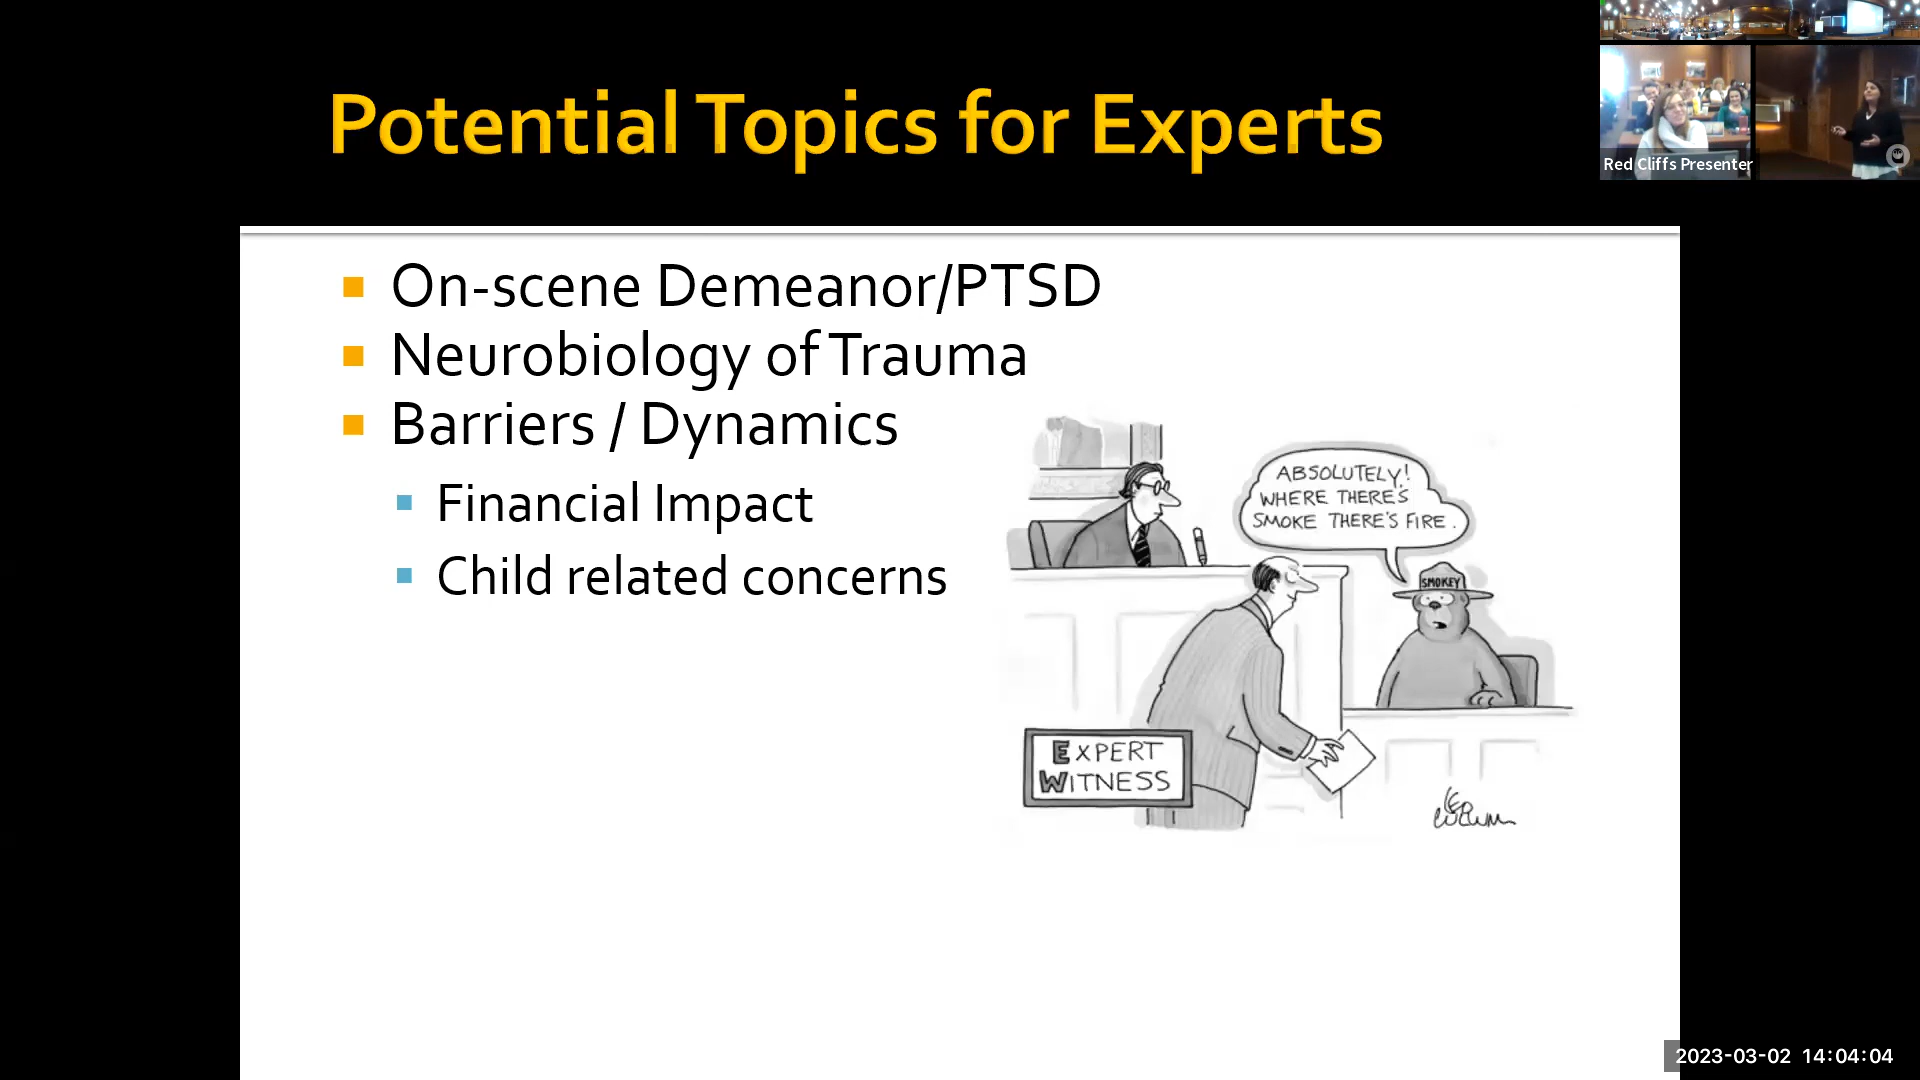 Potential Topics for Experts
Red Cliffs Presenter
On-scene Demeanor/PTSD
Neurobiology of Trauma
Barriers / Dynamics
Financial Impact
Child related concerns
ABSOLUTELY!
WHERE THERE'S
SMOKE THERE'S FIRE.
SMOKEY
EXPERT
WITNESS
2023-03-02 14:04:04